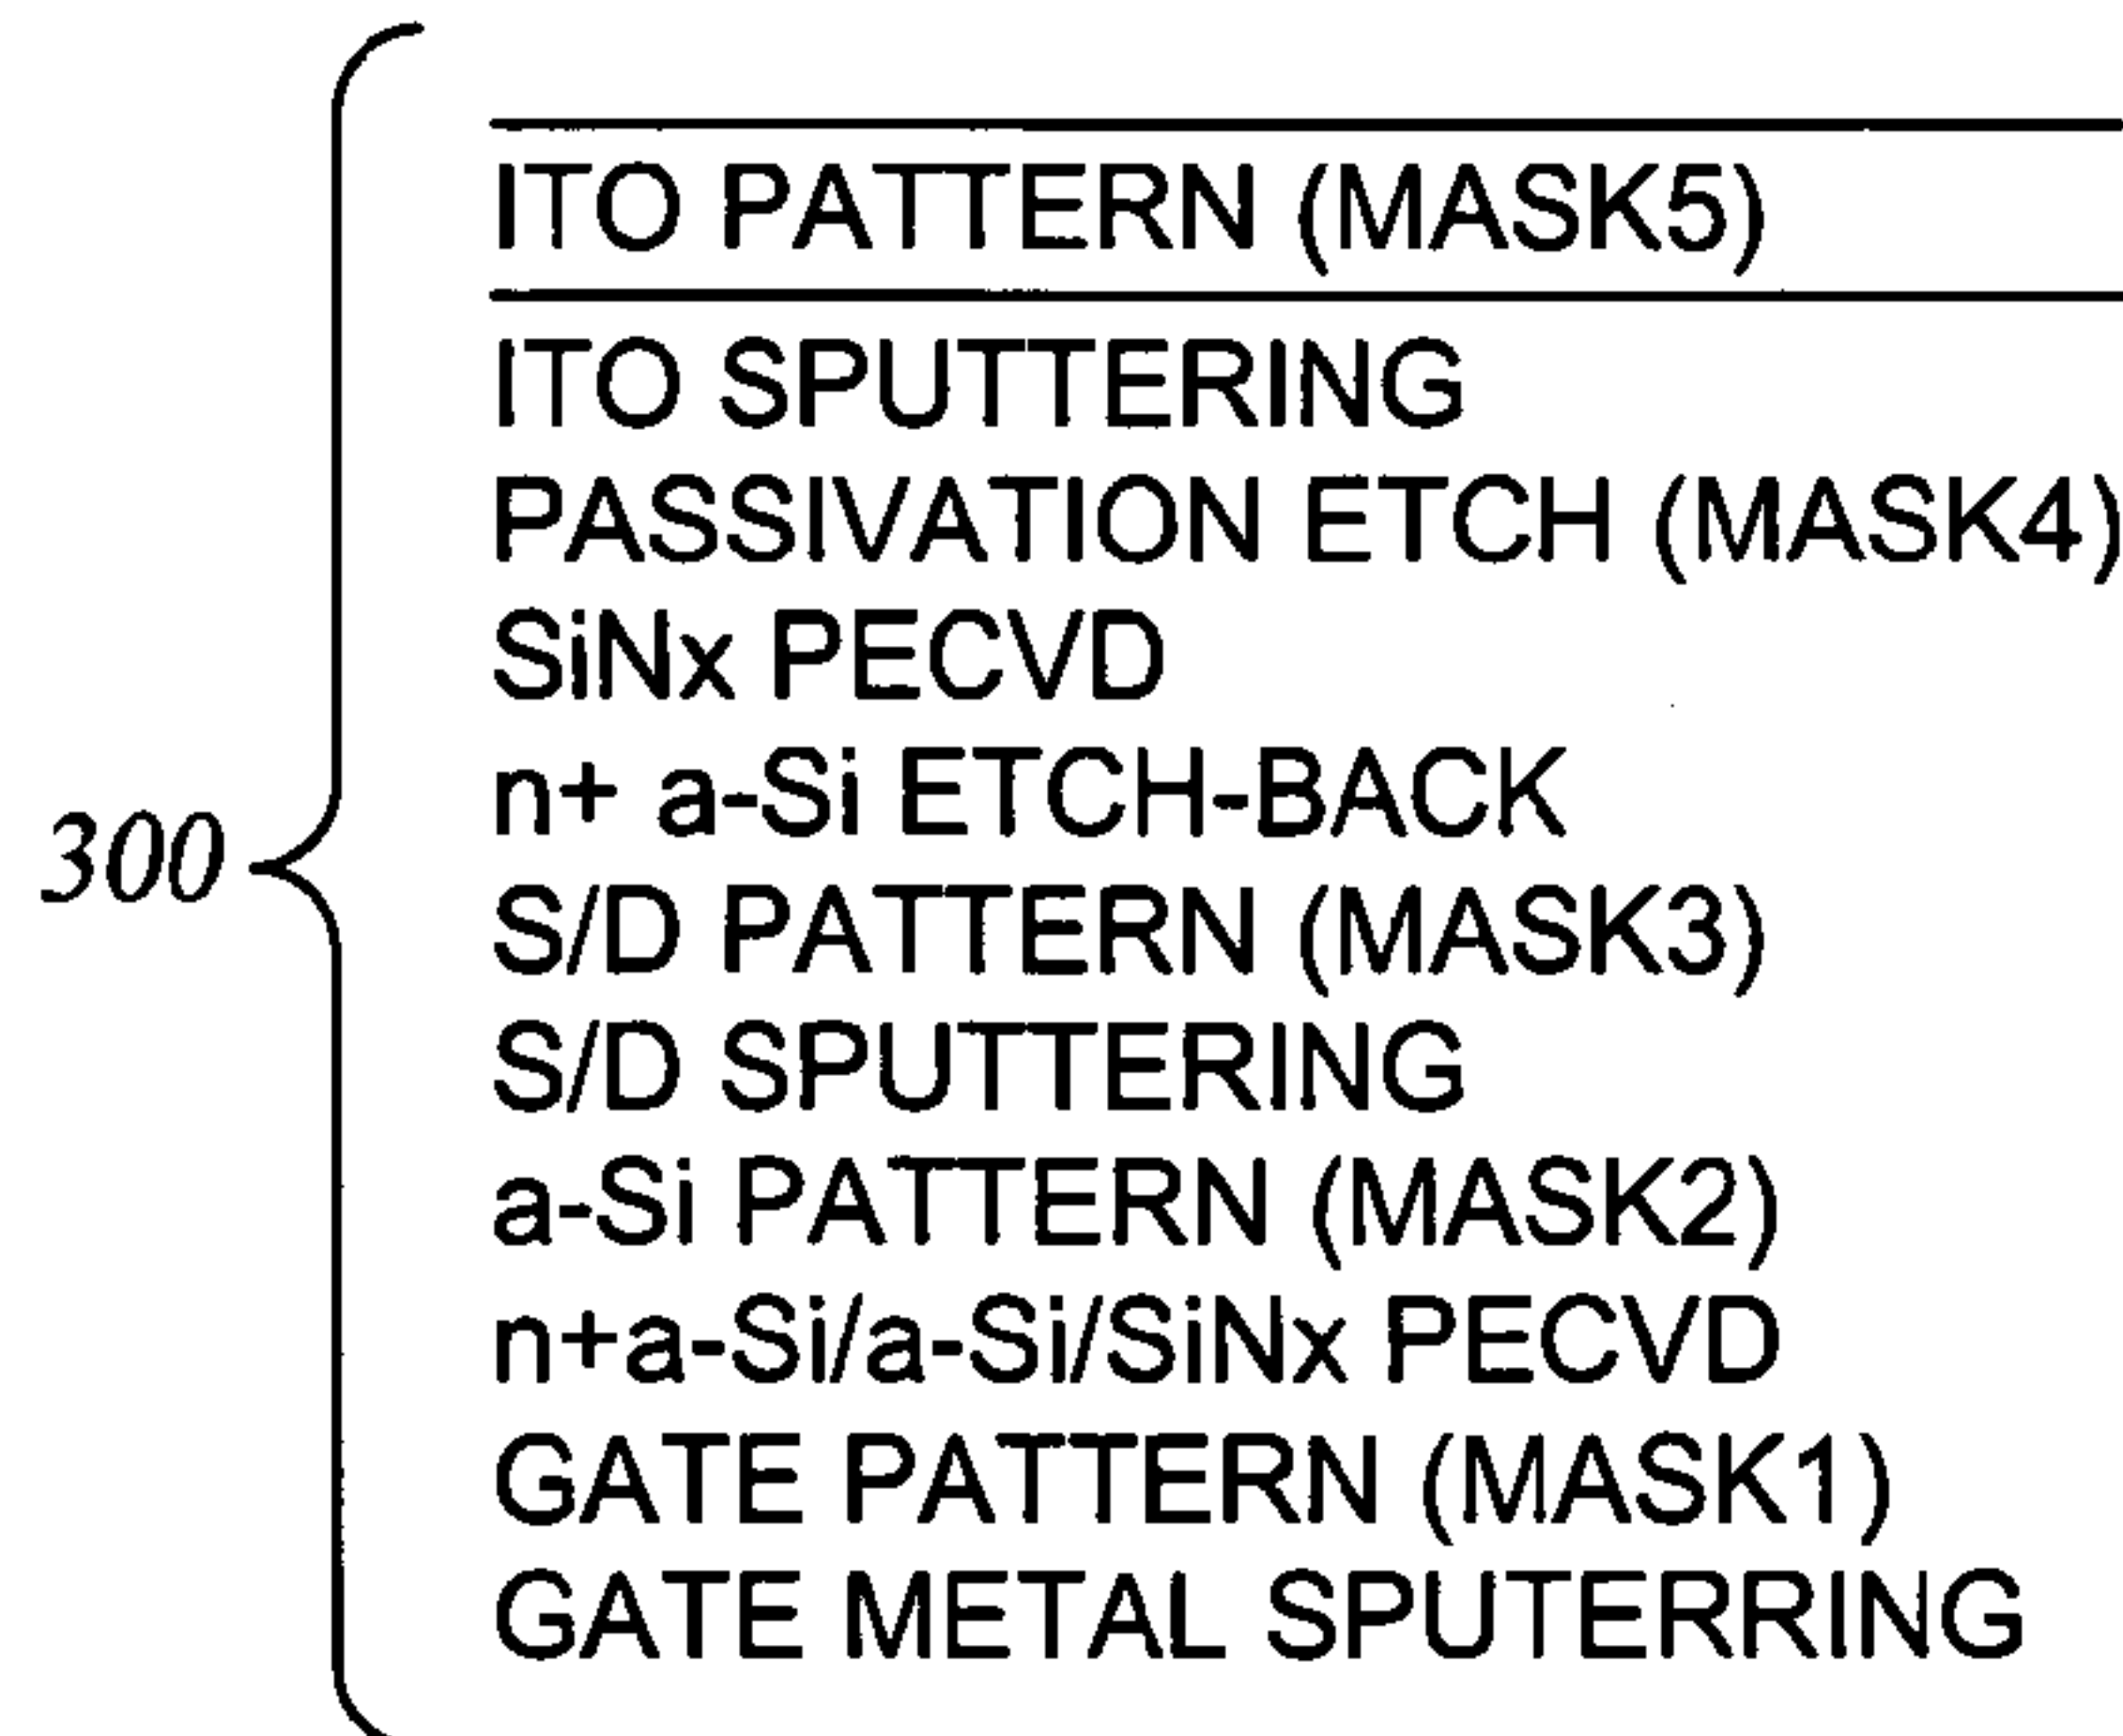 ITO PATTERN (MASK5)
ITO SPUTTERING
PASSIVATION ETCH (MASK4)
SiNx PECVD
n+ a-Si ETCH-BACK
300
S/D PATTERN (MASK3)
S/D SPUTTERING
a-Si PATTERN (MASK2)
n+a-Si/a-Si/SiNx PECVD
GATE PATTERN (MASK1)
GATE METAL SPUTERRING